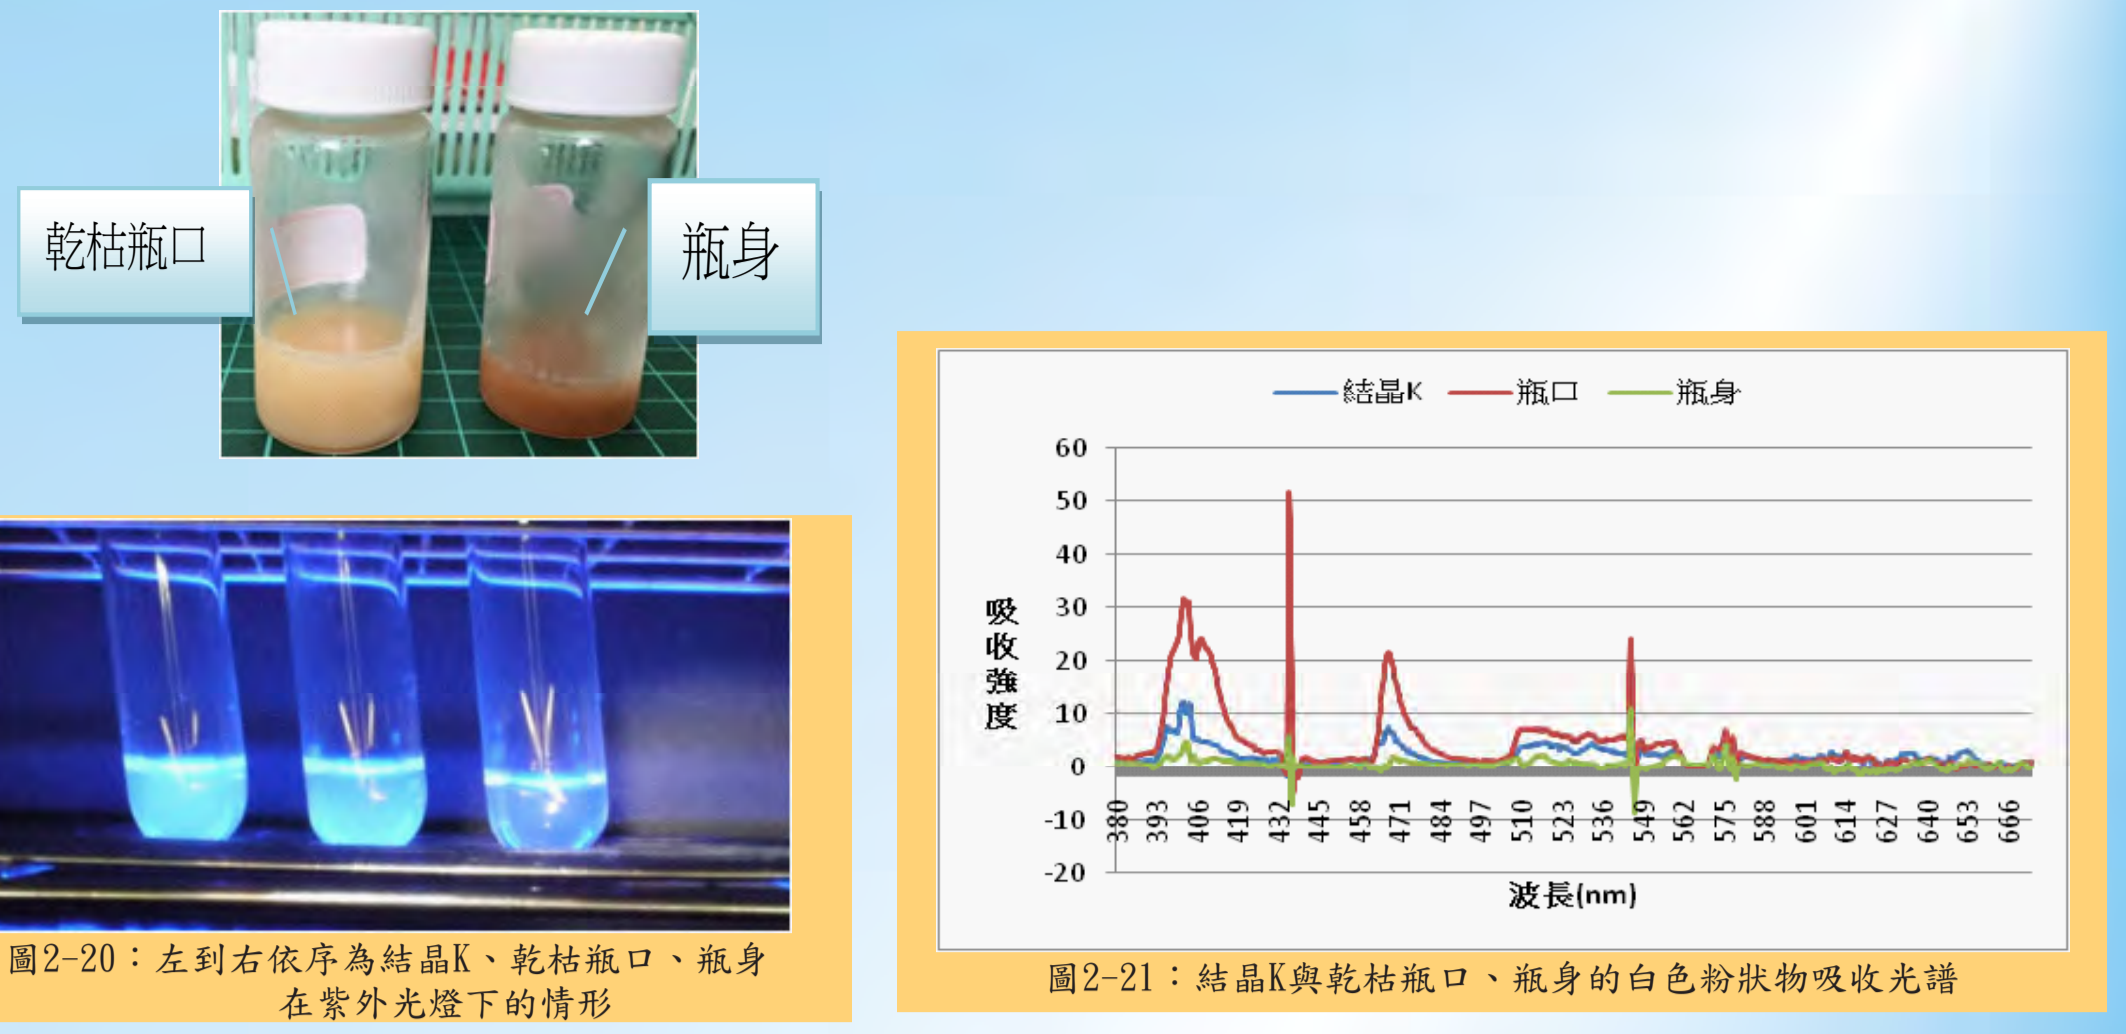 乾枯瓶口
瓶身
圖2-20：左到右依序為結晶K、乾枯瓶口、瓶身
在紫外光燈下的情形
結晶K 瓶口 瓶身
60
50
40
30
20
10
0
-10
-20
吸收強度
380 393 406 419 432 445 458 471 484 497 510 523 536 549 562 575 588 601 614 627 640 653 666
波長(nm)
圖2-21：結晶K與乾枯瓶口、瓶身的白色粉狀物吸收光譜